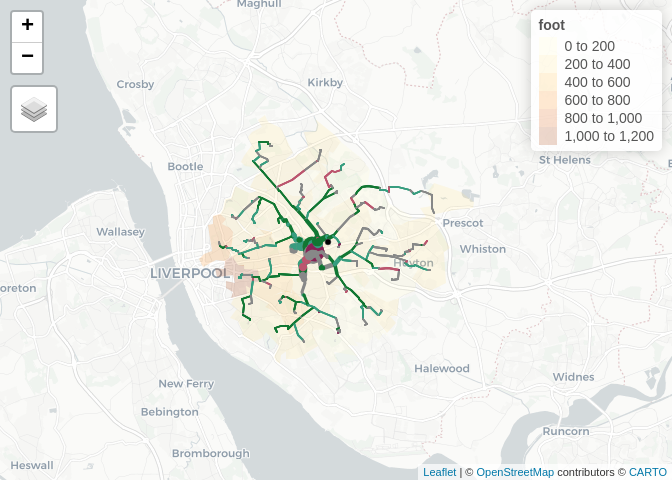 Maghull
+
−
foot
0 to 200
200 to 400
400 to 600
600 to 800
800 to 1,000
1,000 to 1,200
Crosby
Kirkby
St Helens
Bootle
Prescot
Wallasey
Whiston
Huyton
LIVERPOOL
oreton
Halewood
Widnes
New Ferry
Bebington
Runcorn
Bromborough
Heswall
Leaflet | © OpenStreetMap contributors © CARTO